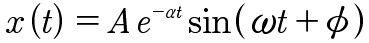 x(t) = A e^{-αt} sin(ωt + ϕ)